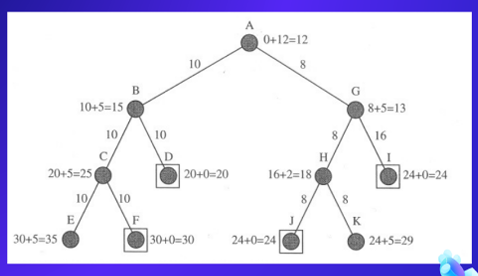 A
0+12=12
10 8
B G
10+5=15 8+5=13
10 10 8 16
C D H I
20+5=25 20+0=20 16+2=18 24+0=24
10 10 8 8
E F J K
30+5=35 30+0=30 24+0=24 24+5=29